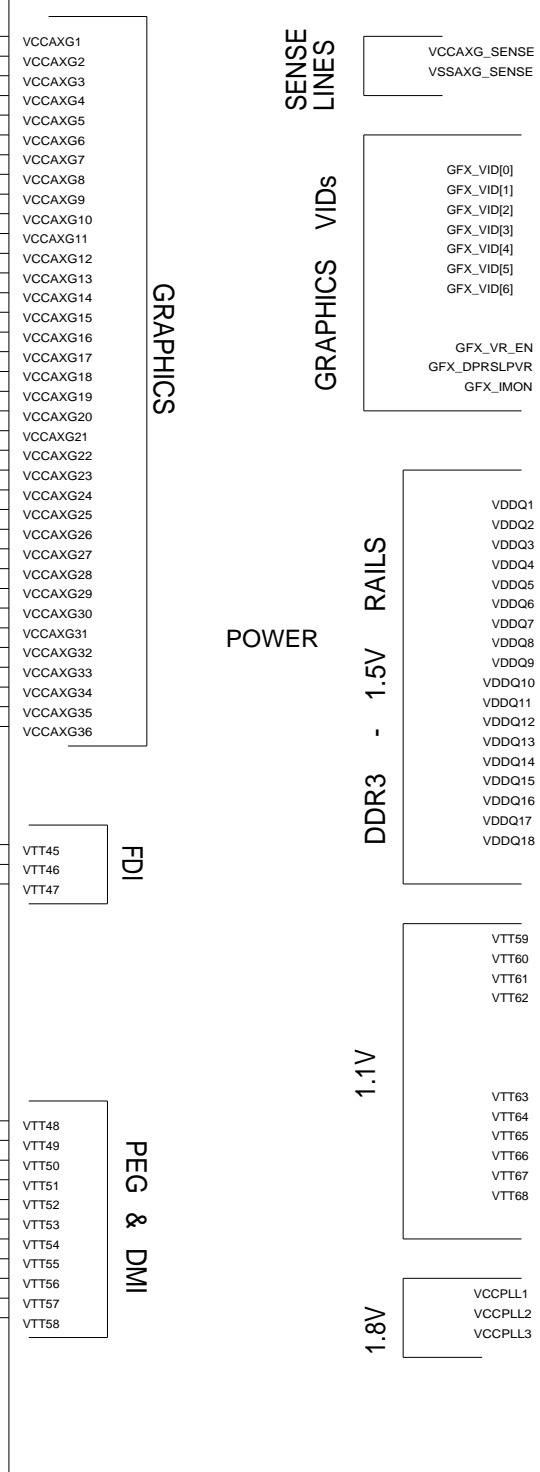 VCCAXG1
VCCAXG2
VCCAXG3
VCCAXG4
VCCAXG5
VCCAXG6
VCCAXG7
VCCAXG8
VCCAXG9
VCCAXG10
VCCAXG11
VCCAXG12
VCCAXG13
VCCAXG14
VCCAXG15
VCCAXG16
VCCAXG17
VCCAXG18
VCCAXG19
VCCAXG20
VCCAXG21
VCCAXG22
VCCAXG23
VCCAXG24
VCCAXG25
VCCAXG26
VCCAXG27
VCCAXG28
VCCAXG29
VCCAXG30
VCCAXG31
VCCAXG32
VCCAXG33
VCCAXG34
VCCAXG35
VCCAXG36
GRAPHICS
VTT45
VTT46
VTT47
FDI
VTT48
VTT49
VTT50
VTT51
VTT52
VTT53
VTT54
VTT55
VTT56
VTT57
VTT58
PEG & DMI
POWER
SENSE
LINES
VCCAXG_SENSE
VSSAXG_SENSE
GRAPHICS VIDs
GFX_VID[0]
GFX_VID[1]
GFX_VID[2]
GFX_VID[3]
GFX_VID[4]
GFX_VID[5]
GFX_VID[6]
GFX_VR_EN
GFX_DPRSLPVR
GFX_IMON
DDR3 - 1.5V RAILS
VDDQ1
VDDQ2
VDDQ3
VDDQ4
VDDQ5
VDDQ6
VDDQ7
VDDQ8
VDDQ9
VDDQ10
VDDQ11
VDDQ12
VDDQ13
VDDQ14
VDDQ15
VDDQ16
VDDQ17
VDDQ18
1.1V
VTT59
VTT60
VTT61
VTT62
VTT63
VTT64
VTT65
VTT66
VTT67
VTT68
1.8V
VCCPLL1
VCCPLL2
VCCPLL3